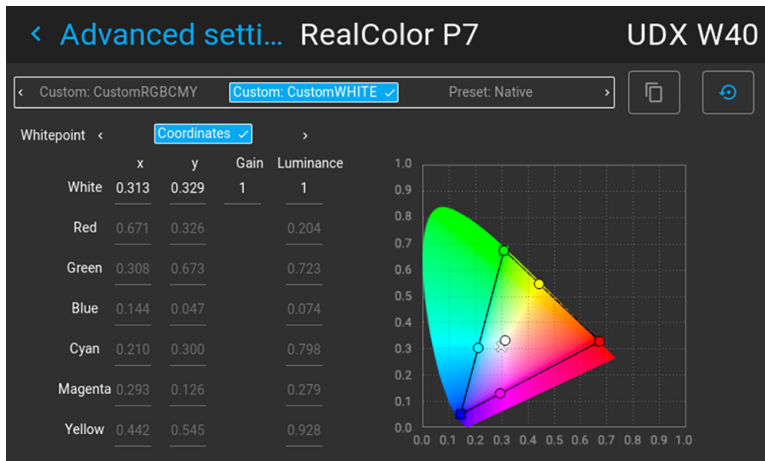 ‹ Advanced setti... RealColor P7 UDX W40
‹ Custom: CustomRGBCMY Custom: CustomWHITE ✓ Preset: Native ›
Whitepoint ‹ Coordinates ✓ ›
x y Gain Luminance
White 0.313 0.329 1 1
Red 0.671 0.326 0.204
Green 0.308 0.673 0.723
Blue 0.144 0.047 0.074
Cyan 0.210 0.300 0.798
Magenta 0.293 0.126 0.279
Yellow 0.442 0.545 0.928
1.0
0.9
0.8
0.7
0.6
0.5
0.4
0.3
0.2
0.1
0.0
0.0 0.1 0.2 0.3 0.4 0.5 0.6 0.7 0.8 0.9 1.0